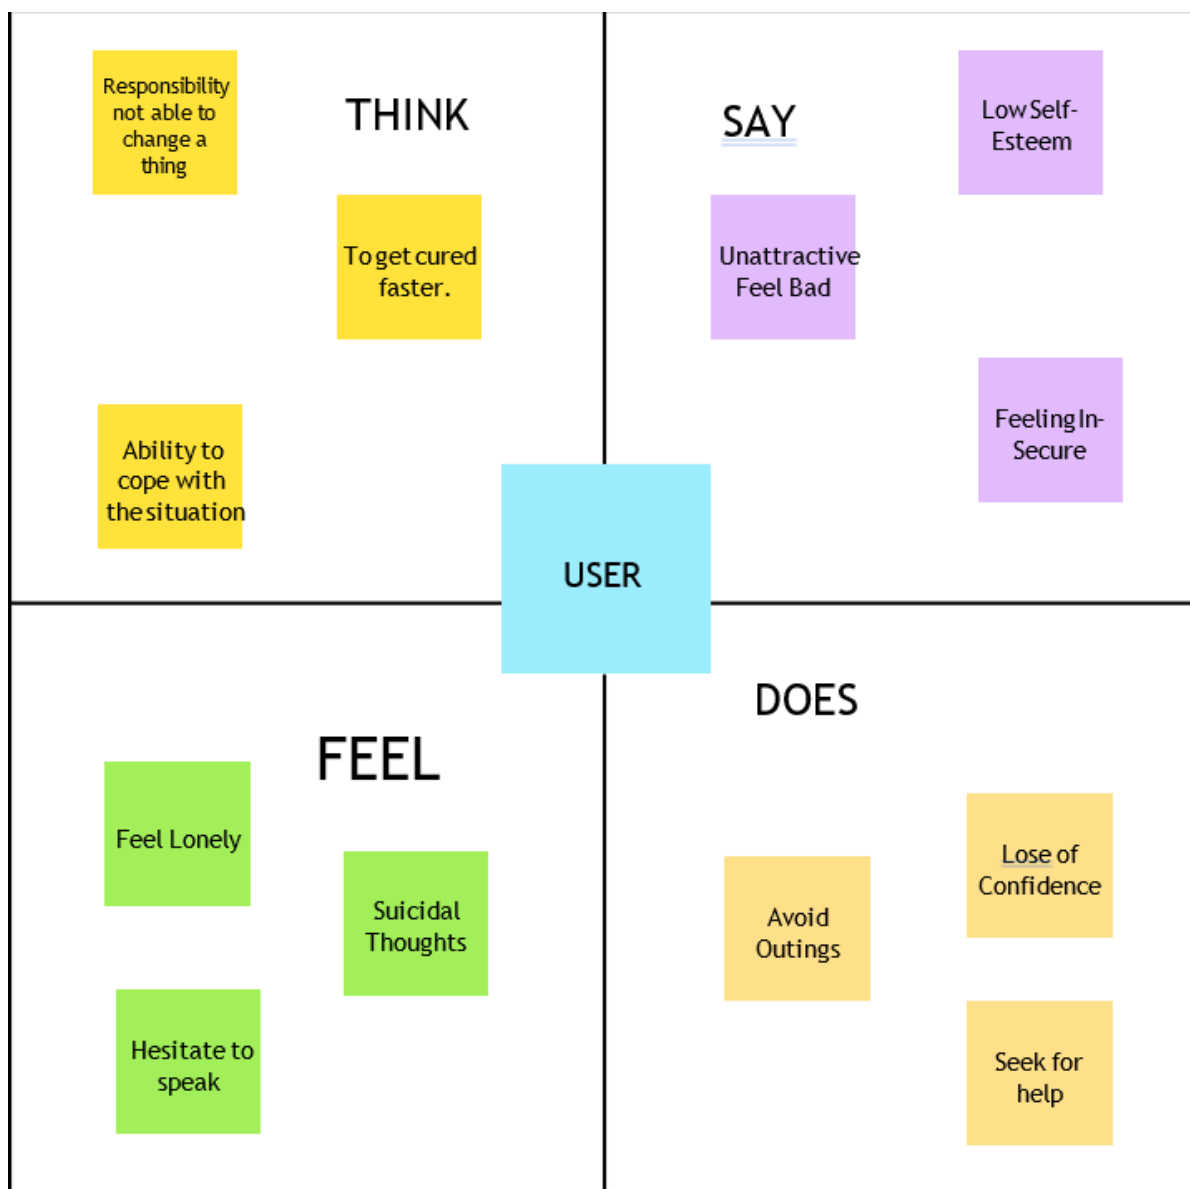 THINK
Responsibility
not able to
change a
thing
To get cured
faster.
Ability to
cope with
the situation
SAY
Low Self-
Esteem
Unattractive
Feel Bad
Feeling In-
Secure
USER
FEEL
Feel Lonely
Suicidal
Thoughts
Hesitate to
speak
DOES
Lose of
Confidence
Avoid
Outings
Seek for
help